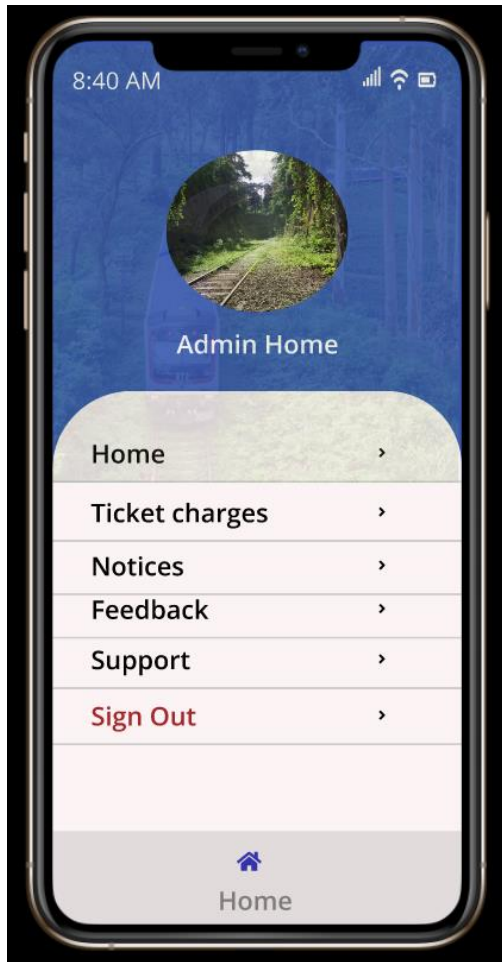 8:40 AM
Admin Home
Home
Ticket charges
Notices
Feedback
Support
Sign Out
Home